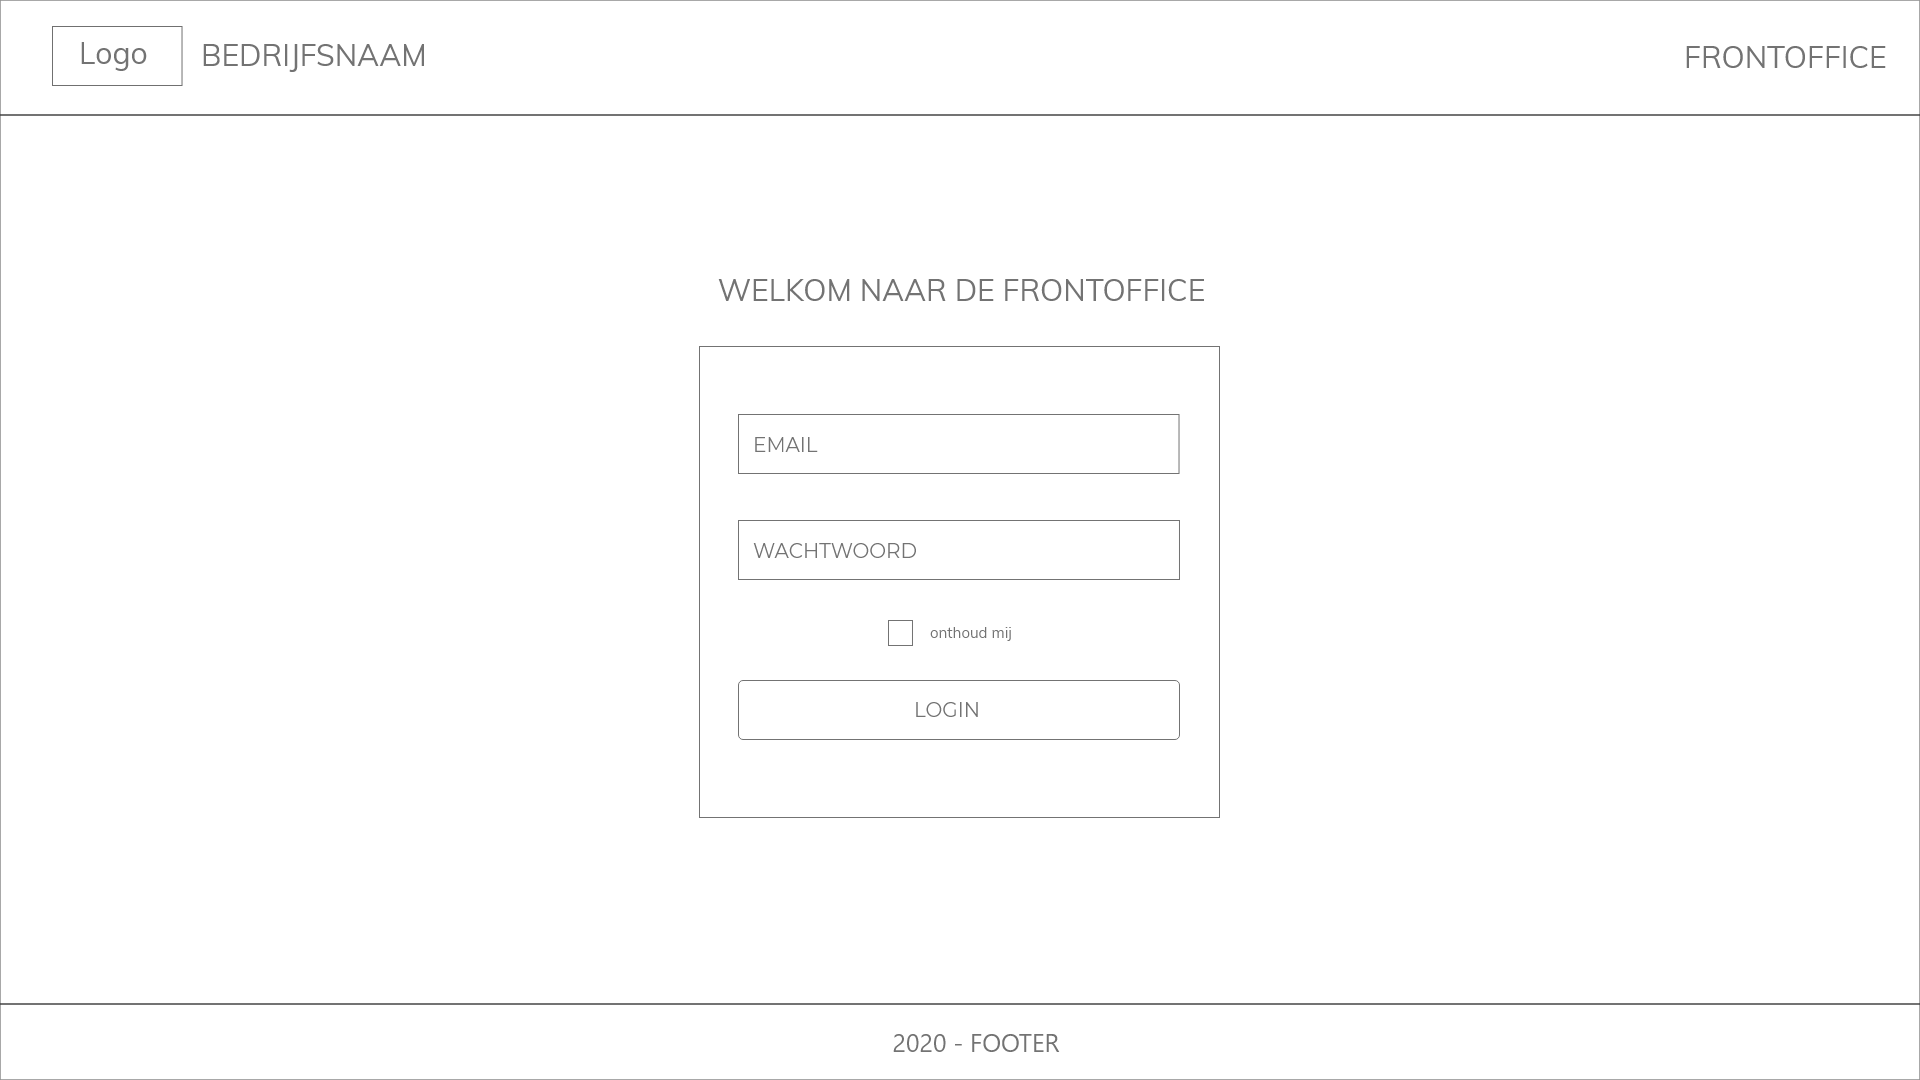 Logo
BEDRIJFSNAAM
FRONTOFFICE
WELKOM NAAR DE FRONTOFFICE
EMAIL
WACHTWOORD
onthoud mij
LOGIN
2020 - FOOTER